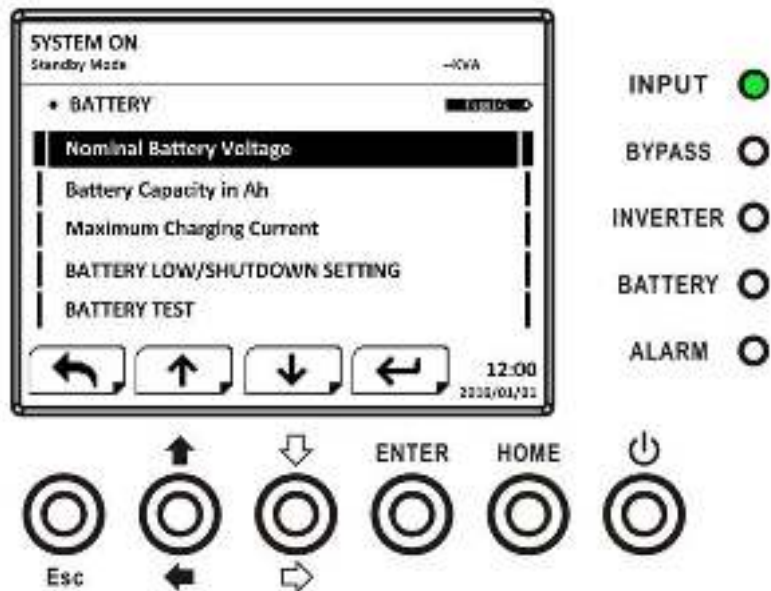 SYSTEM ON
Standby Mode
--KVA
• BATTERY
Nominal Battery Voltage
Battery Capacity in Ah
Maximum Charging Current
BATTERY LOW/SHUTDOWN SETTING
BATTERY TEST
12:00
INPUT
BYPASS
INVERTER
BATTERY
ALARM
ENTER
HOME
Esc